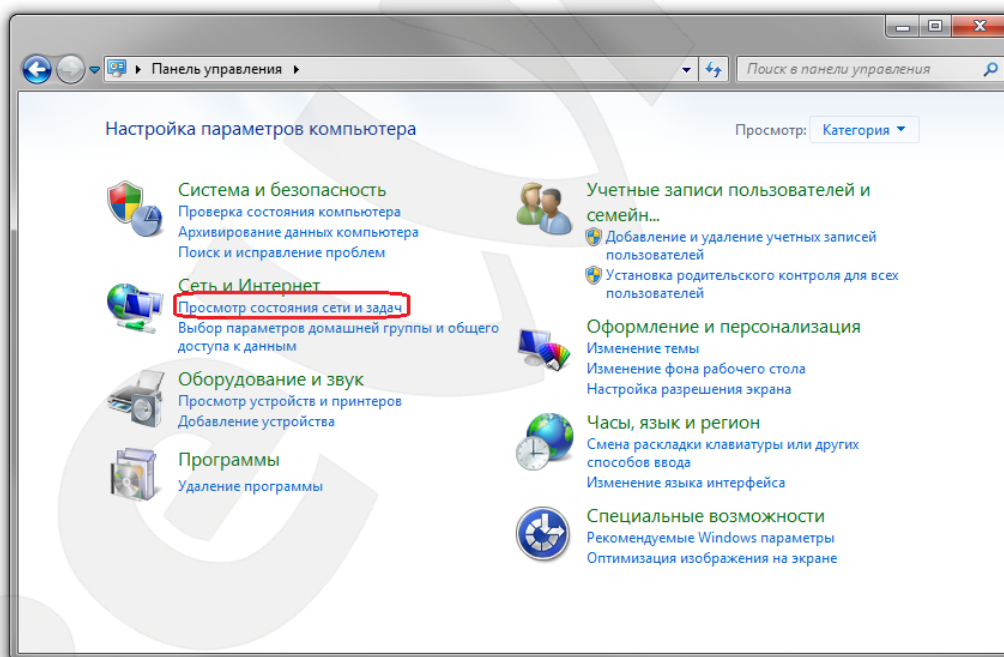 Панель управления
Поиск в панели управления
Настройка параметров компьютера
Просмотр: Категория
Система и безопасность
Проверка состояния компьютера
Архивирование данных компьютера
Поиск и исправление проблем
Сеть и Интернет
Просмотр состояния сети и задач
Выбор параметров домашней группы и общего
доступа к данным
Оборудование и звук
Просмотр устройств и принтеров
Добавление устройства
Программы
Удаление программы
Учетные записи пользователей и
семейн...
Добавление и удаление учетных записей
пользователей
Установка родительского контроля для всех
пользователей
Оформление и персонализация
Изменение темы
Изменение фона рабочего стола
Настройка разрешения экрана
Часы, язык и регион
Смена раскладки клавиатуры или других
способов ввода
Изменение языка интерфейса
Специальные возможности
Рекомендуемые Windows параметры
Оптимизация изображения на экране